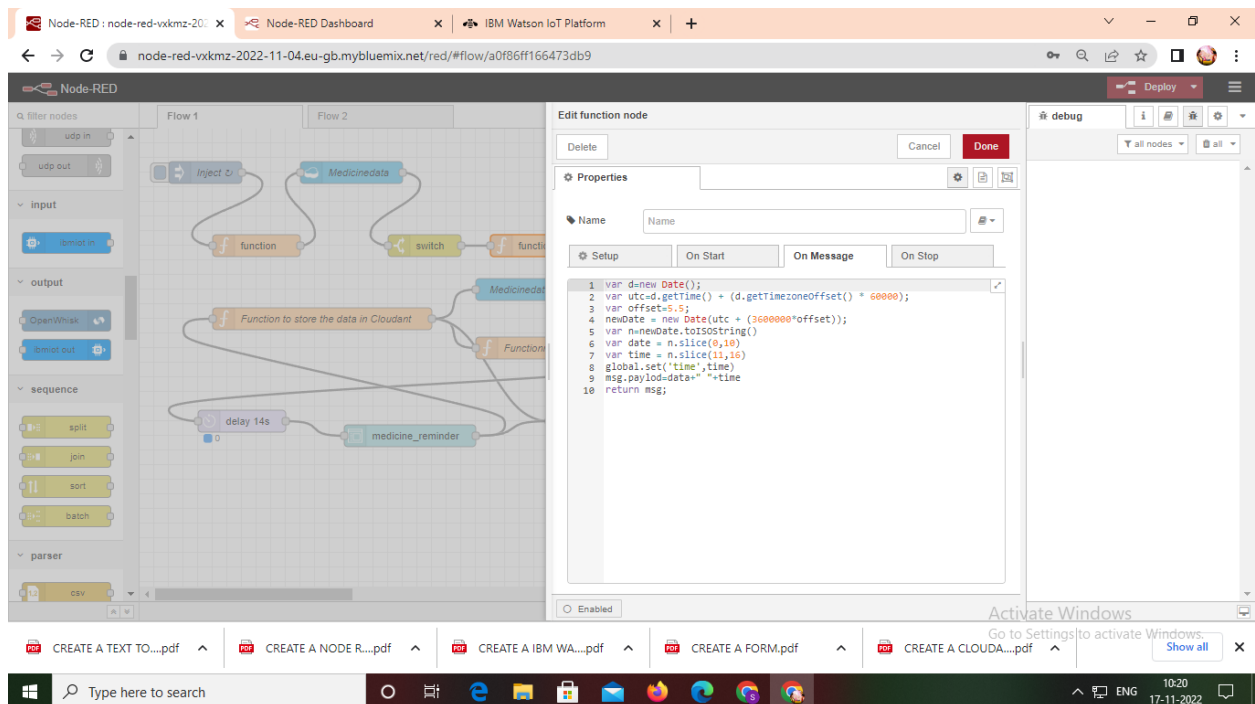 Node-RED : node-red-vxkmz-202
Node-RED Dashboard
IBM Watson IoT Platform
node-red-vxkmz-2022-11-04.eu-gb.mybluemix.net/red/#flow/a0f86ff166473db9
Node-RED
Deploy
filter nodes
Flow 1
Flow 2
Edit function node
debug
i
udp in
udp out
Delete
Cancel
Done
all nodes
all
Inject
Medicinedata
Properties
input
Name
Name
ibmiot in
function
switch
functio
Setup
On Start
On Message
On Stop
output
OpenWhisk
ibmiot out
Medicinedat
Function to store the data in Cloudant
Function
1 var d=new Date();
2 var utc=d.getTime() + (d.getTimezoneOffset() * 60000);
3 var offset=5.5;
4 newDate = new Date(utc + (3600000*offset));
5 var n=newDate.toISOString()
6 var date = n.slice(0,10)
7 var time = n.slice(11,16)
8 global.set('time',time)
9 msg.paylod=data+" "+time
10 return msg;
sequence
split
join
sort
batch
delay 14s
0
medicine_reminder
parser
csv
Enabled
Activate Windows
Go to Settings to activate Windows.
CREATE A TEXT TO....pdf
CREATE A NODE R....pdf
CREATE A IBM WA....pdf
CREATE A FORM.pdf
CREATE A CLOUDA....pdf
Show all
Type here to search
ENG
10:20
17-11-2022